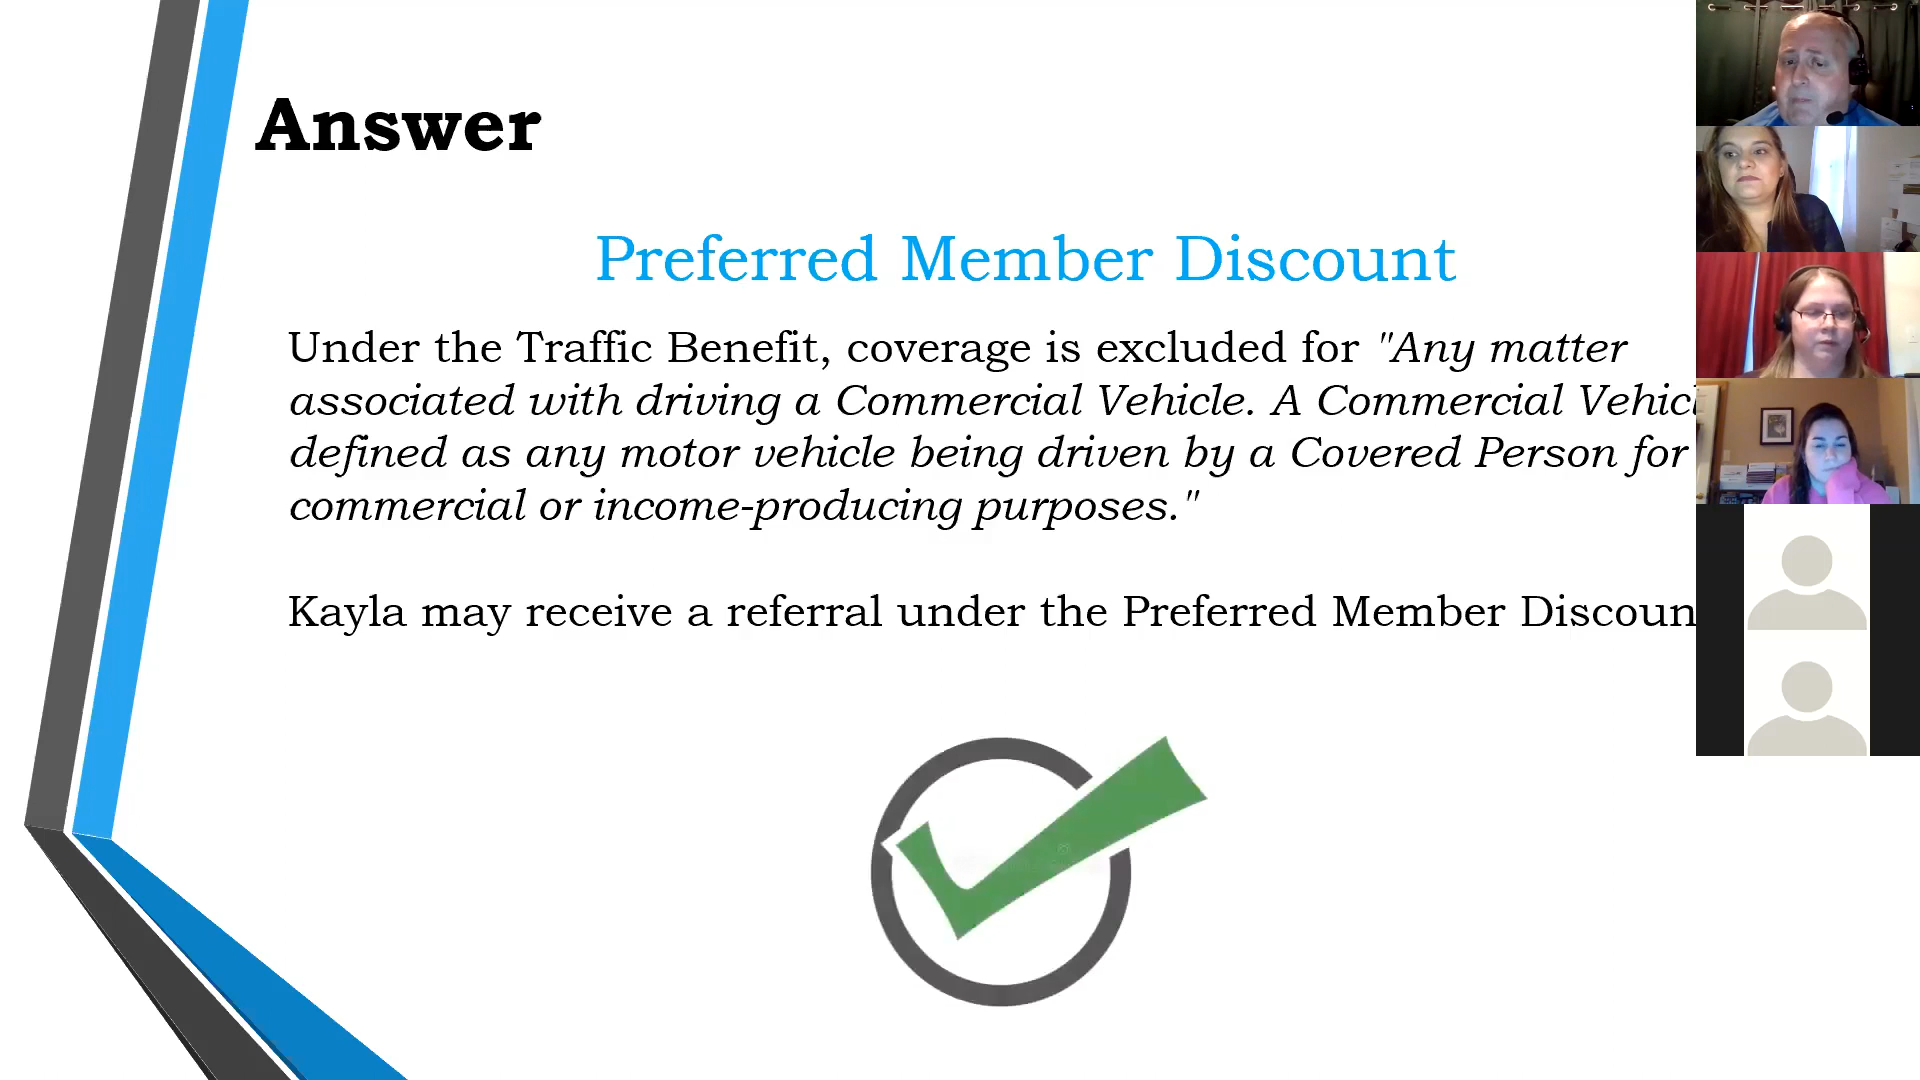 Answer
Preferred Member Discount
Under the Traffic Benefit, coverage is excluded for "Any matter
associated with driving a Commercial Vehicle. A Commercial Vehicl
defined as any motor vehicle being driven by a Covered Person for
commercial or income-producing purposes."
Kayla may receive a referral under the Preferred Member Discoun